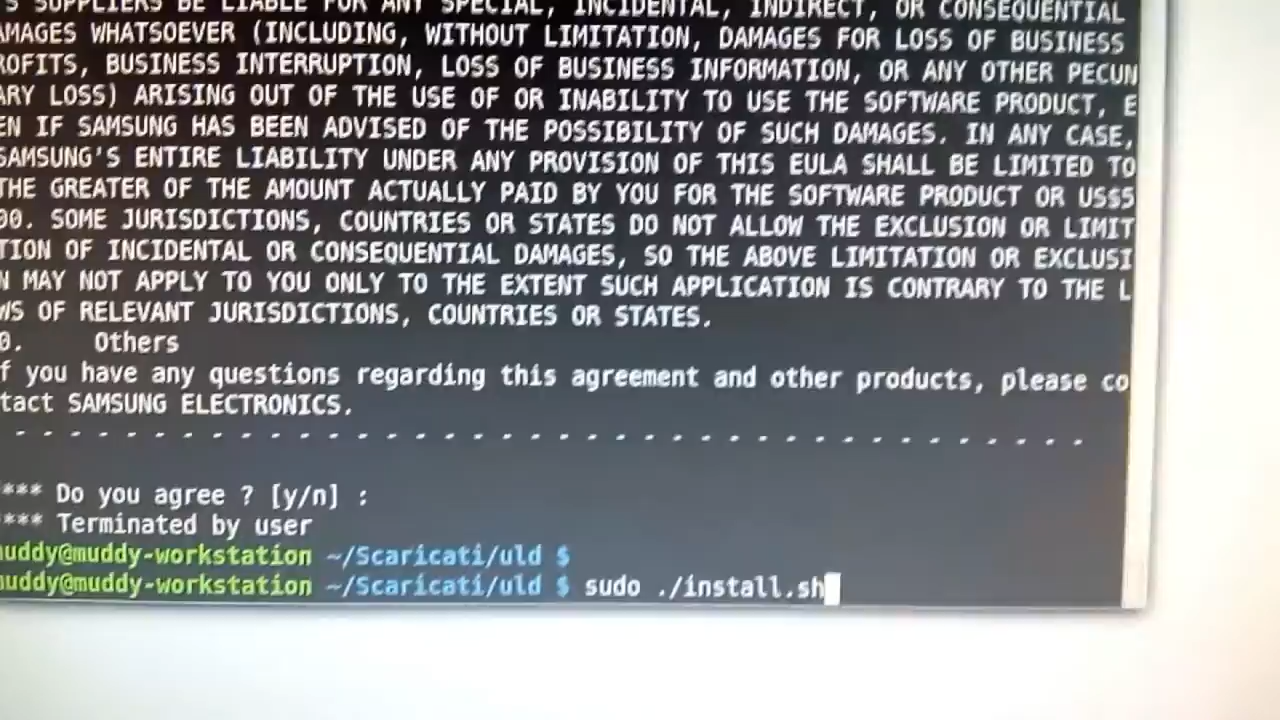 'S SUPPLIERS BE LIABLE FOR ANY SPECIAL, INCIDENTAL, INDIRECT, OR CONSEQUENTIAL
AMAGES WHATSOEVER (INCLUDING, WITHOUT LIMITATION, DAMAGES FOR LOSS OF BUSINESS
ROFITS, BUSINESS INTERRUPTION, LOSS OF BUSINESS INFORMATION, OR ANY OTHER PECUN
ARY LOSS) ARISING OUT OF THE USE OF OR INABILITY TO USE THE SOFTWARE PRODUCT, E
EN IF SAMSUNG HAS BEEN ADVISED OF THE POSSIBILITY OF SUCH DAMAGES. IN ANY CASE,
SAMSUNG'S ENTIRE LIABILITY UNDER ANY PROVISION OF THIS EULA SHALL BE LIMITED TO
THE GREATER OF THE AMOUNT ACTUALLY PAID BY YOU FOR THE SOFTWARE PRODUCT OR US$5
00. SOME JURISDICTIONS, COUNTRIES OR STATES DO NOT ALLOW THE EXCLUSION OR LIMIT
TION OF INCIDENTAL OR CONSEQUENTIAL DAMAGES, SO THE ABOVE LIMITATION OR EXCLUSI
N MAY NOT APPLY TO YOU ONLY TO THE EXTENT SUCH APPLICATION IS CONTRARY TO THE L
WS OF RELEVANT JURISDICTIONS, COUNTRIES OR STATES.
0. Others
f you have any questions regarding this agreement and other products, please co
tact SAMSUNG ELECTRONICS.
- - - - - - - - - - - - - - - - - - - - - - - - - - - - - - - - - - - - - - -
*** Do you agree ? [y/n] :
*** Terminated by user
muddy@muddy-workstation ~/Scaricati/uld $
muddy@muddy-workstation ~/Scaricati/uld $ sudo ./install.sh